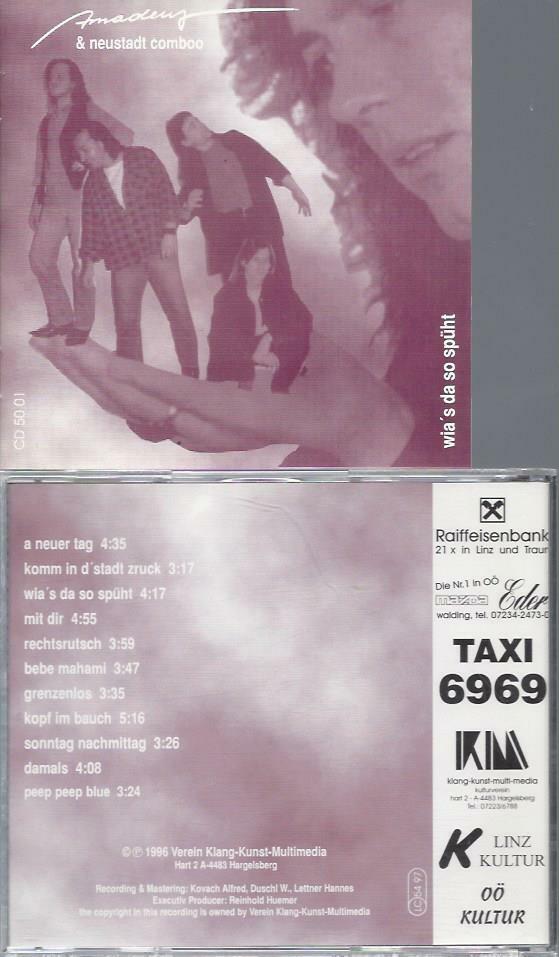 Amadeus
& neustadt comboo
wia´s da so spüht
CD 50 01
a neuer tag 4:35
komm in d´stadt zruck 3:17
wia´s da so spüht 4:17
mit dir 4:55
rechtsrutsch 3:59
bebe mahami 3:47
grenzenlos 3:35
kopf im bauch 5:16
sonntag nachmittag 3:26
damals 4:08
peep peep blue 3:24
©℗ 1996 Verein Klang-Kunst-Multimedia
Hart 2 A-4483 Hargelsberg
Recording & Mastering: Kovach Alfred, Duschl W., Lettner Hannes
Executiv Producer: Reinhold Huemer
the copyright in this recording is owned by Verein Klang-Kunst-Multimedia
LC 54 97
Raiffeisenbank
21 x in Linz und Traun
Die Nr.1 in OÖ
mazda Eder
walding, tel. 07234-2473-0
TAXI
6969
KM
klang-kunst-multi-media
kulturverein
hart 2 - A-4483 Hargelsberg
Tel.: 07223/6788
K LINZ
KULTUR
OÖ
KULTUR